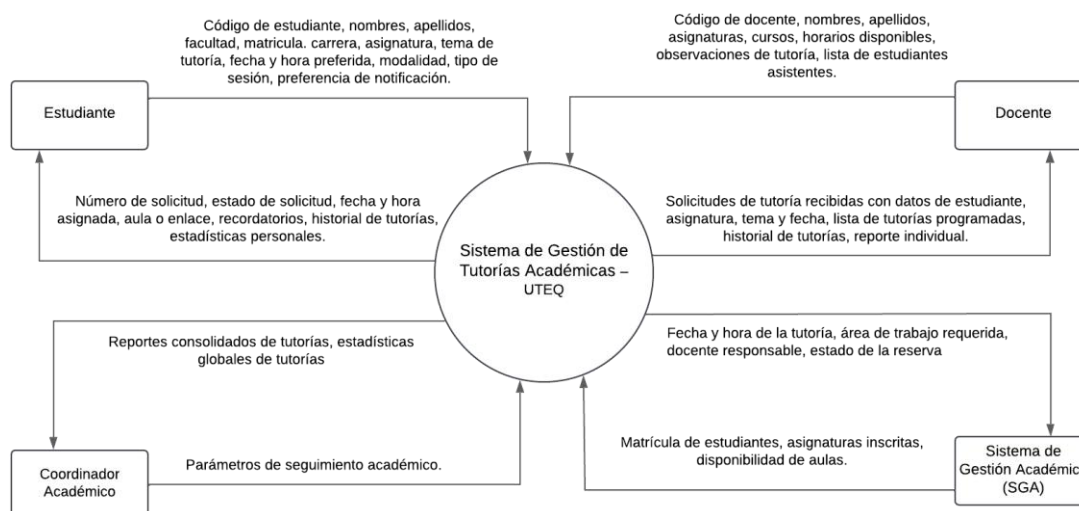 Código de estudiante, nombres, apellidos,
facultad, matricula. carrera, asignatura, tema de
tutoría, fecha y hora preferida, modalidad, tipo de
sesión, preferencia de notificación.
Código de docente, nombres, apellidos,
asignaturas, cursos, horarios disponibles,
observaciones de tutoría, lista de estudiantes
asistentes.
Estudiante
Docente
Número de solicitud, estado de solicitud, fecha y hora
asignada, aula o enlace, recordatorios, historial de tutorías,
estadísticas personales.
Solicitudes de tutoría recibidas con datos de estudiante,
asignatura, tema y fecha, lista de tutorías programadas,
historial de tutorías, reporte individual.
Sistema de Gestión de
Tutorías Académicas –
UTEQ
Reportes consolidados de tutorías, estadísticas
globales de tutorías
Fecha y hora de la tutoría, área de trabajo requerida,
docente responsable, estado de la reserva
Parámetros de seguimiento académico.
Matrícula de estudiantes, asignaturas inscritas,
disponibilidad de aulas.
Coordinador
Académico
Sistema de
Gestión Académic
(SGA)